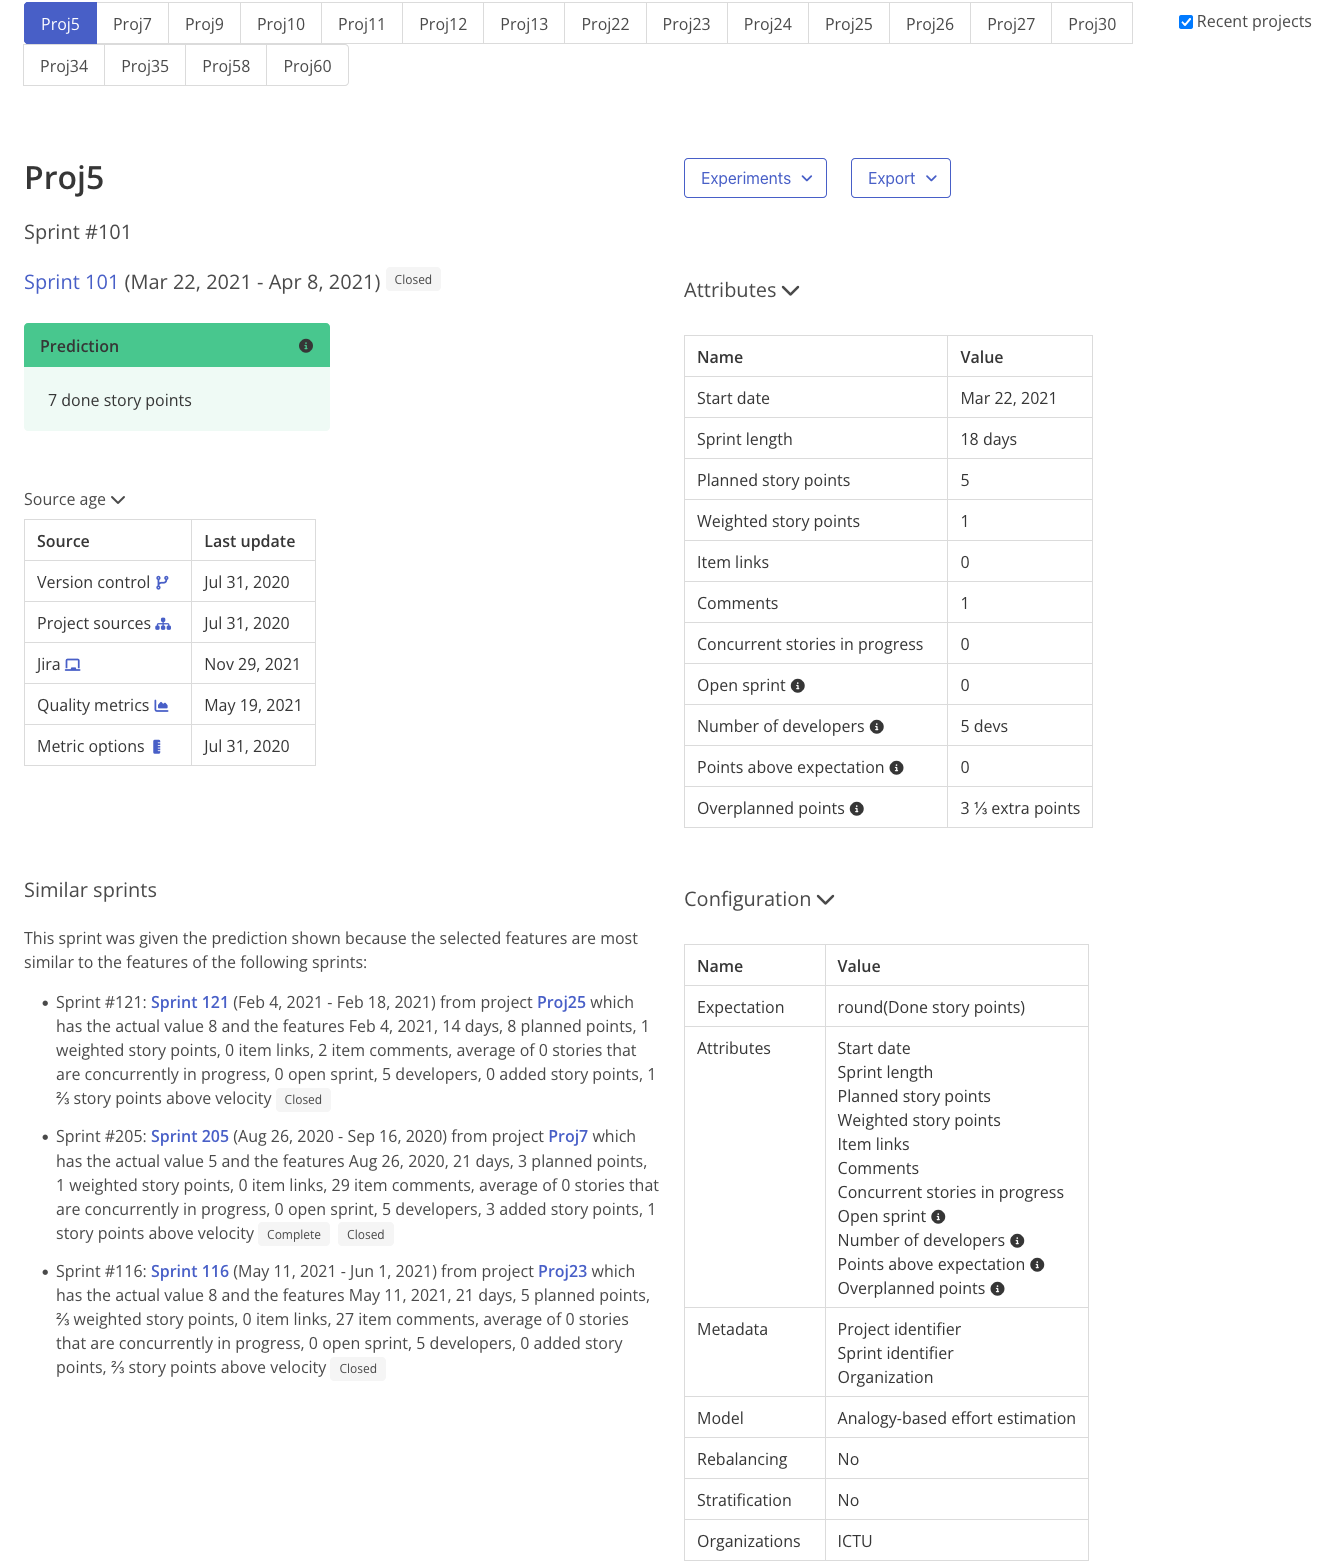 Proj5 Proj7 Proj9 Proj10 Proj11 Proj12 Proj13 Proj22 Proj23 Proj24 Proj25 Proj26 Proj27 Proj30
Recent projects
Proj34 Proj35 Proj58 Proj60
Proj5
Sprint #101
Sprint 101 (Mar 22, 2021 - Apr 8, 2021) Closed
Prediction
7 done story points
Source age
Source Last update
Version control Jul 31, 2020
Project sources Jul 31, 2020
Jira Nov 29, 2021
Quality metrics May 19, 2021
Metric options Jul 31, 2020
Experiments Export
Attributes
Name Value
Start date Mar 22, 2021
Sprint length 18 days
Planned story points 5
Weighted story points 1
Item links 0
Comments 1
Concurrent stories in progress 0
Open sprint 0
Number of developers 5 devs
Points above expectation 0
Overplanned points 3 ⅓ extra points
Similar sprints
This sprint was given the prediction shown because the selected features are most
similar to the features of the following sprints:
• Sprint #121: Sprint 121 (Feb 4, 2021 - Feb 18, 2021) from project Proj25 which
has the actual value 8 and the features Feb 4, 2021, 14 days, 8 planned points, 1
weighted story points, 0 item links, 2 item comments, average of 0 stories that
are concurrently in progress, 0 open sprint, 5 developers, 0 added story points, 1
⅔ story points above velocity Closed
• Sprint #205: Sprint 205 (Aug 26, 2020 - Sep 16, 2020) from project Proj7 which
has the actual value 5 and the features Aug 26, 2020, 21 days, 3 planned points,
1 weighted story points, 0 item links, 29 item comments, average of 0 stories that
are concurrently in progress, 0 open sprint, 5 developers, 3 added story points, 1
story points above velocity Complete Closed
• Sprint #116: Sprint 116 (May 11, 2021 - Jun 1, 2021) from project Proj23 which
has the actual value 8 and the features May 11, 2021, 21 days, 5 planned points,
⅔ weighted story points, 0 item links, 27 item comments, average of 0 stories
that are concurrently in progress, 0 open sprint, 5 developers, 0 added story
points, ⅔ story points above velocity Closed
Configuration
Name Value
Expectation round(Done story points)
Attributes Start date
Sprint length
Planned story points
Weighted story points
Item links
Comments
Concurrent stories in progress
Open sprint
Number of developers
Points above expectation
Overplanned points
Metadata Project identifier
Sprint identifier
Organization
Model Analogy-based effort estimation
Rebalancing No
Stratification No
Organizations ICTU